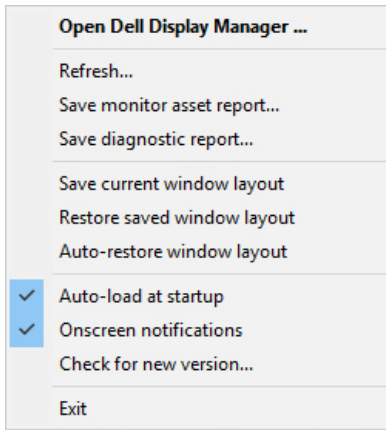 Open Dell Display Manager ...
Refresh...
Save monitor asset report...
Save diagnostic report...
Save current window layout
Restore saved window layout
Auto-restore window layout
Auto-load at startup
Onscreen notifications
Check for new version...
Exit